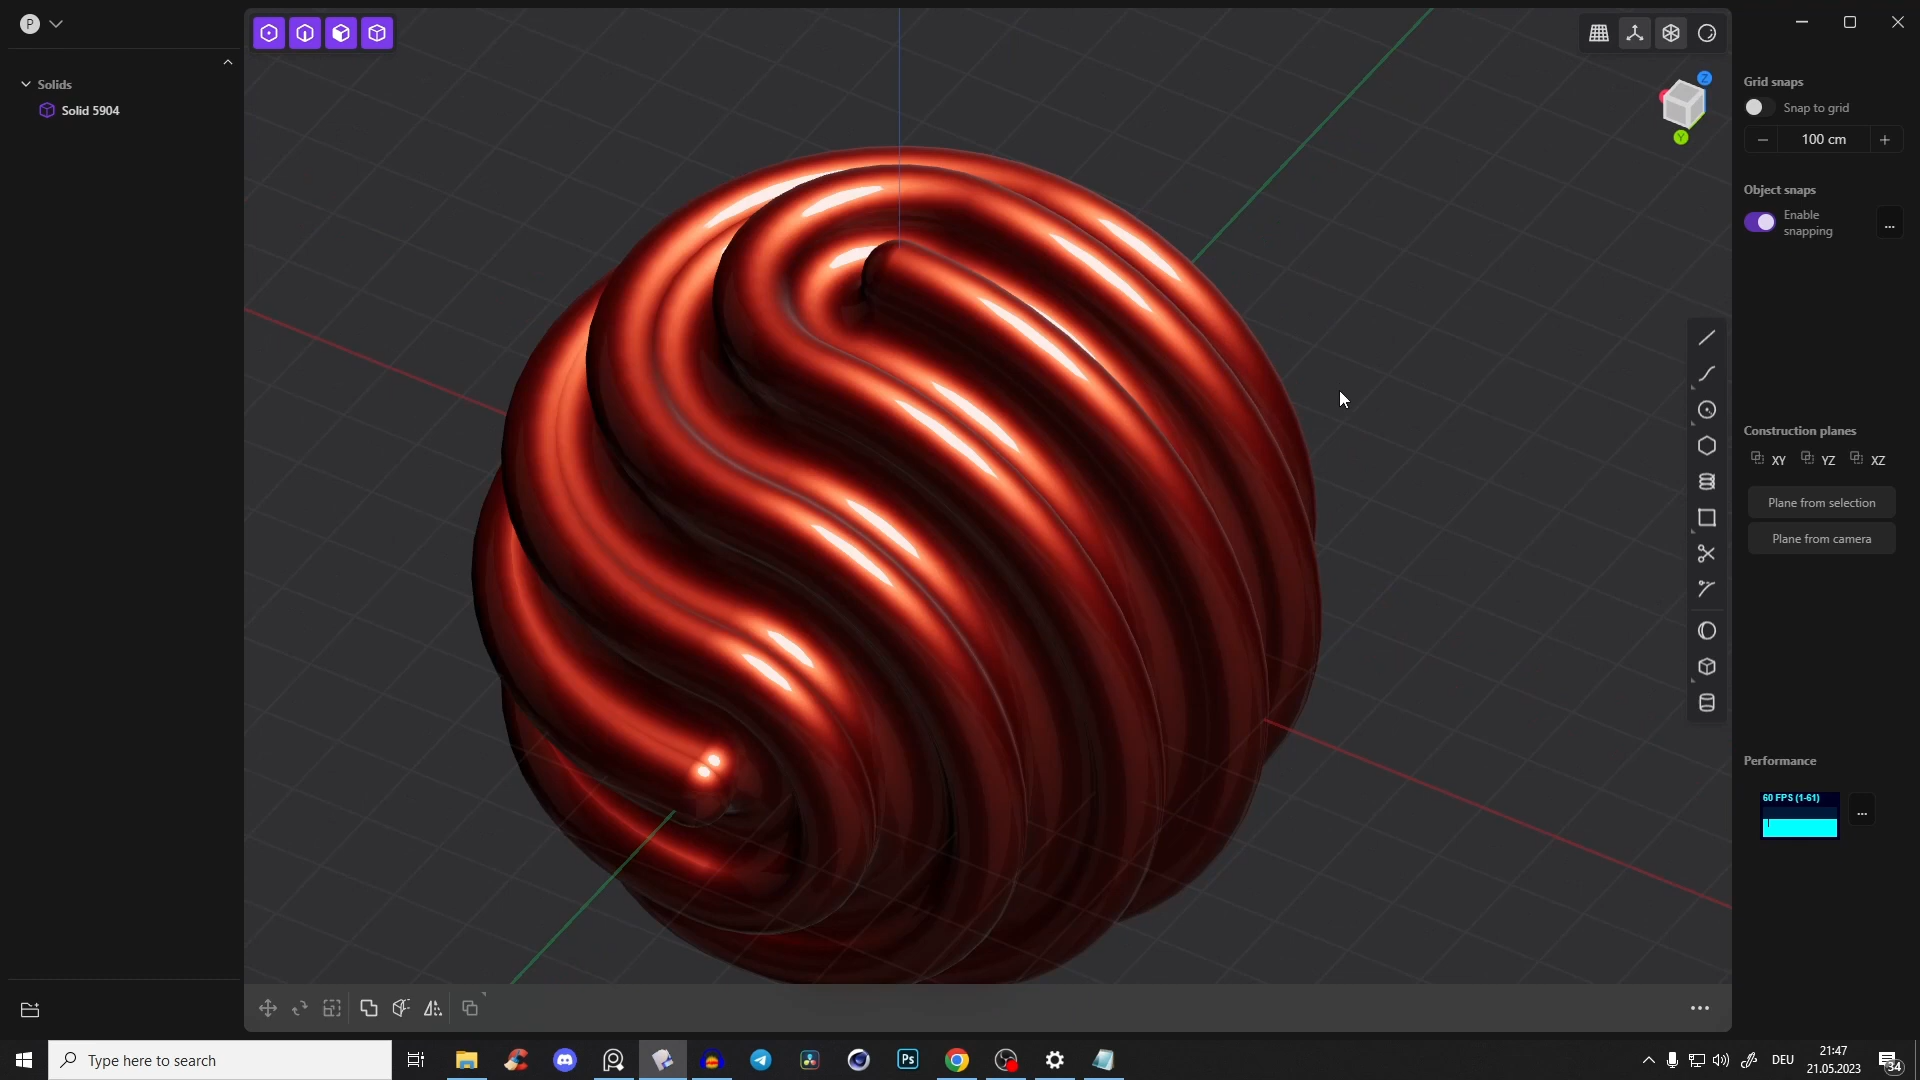 P
Solids
Solid 5904
Z
Y
Grid snaps
Snap to grid
100 cm
Object snaps
Enable
snapping
...
Construction planes
XY
YZ
XZ
Plane from selection
Plane from camera
Performance
60 FPS (1-61)
...
Type here to search
Ps
DEU
21:47
21.05.2023
34